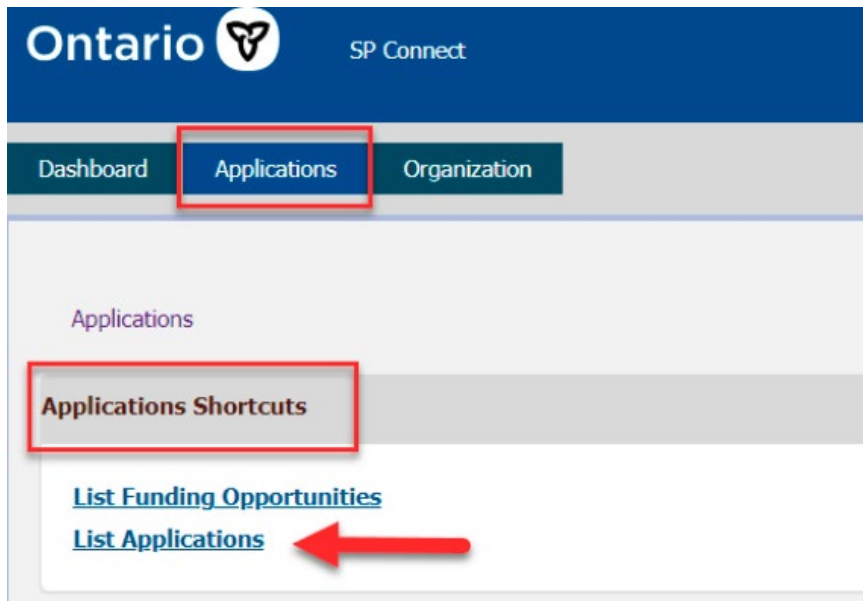 Ontario SP Connect
Dashboard Applications Organization
Applications
Applications Shortcuts
List Funding Opportunities
List Applications